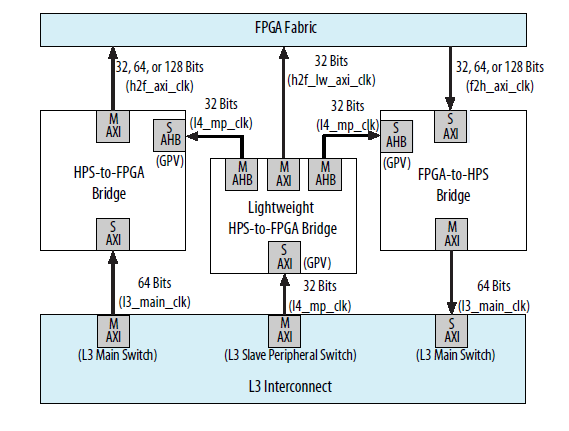 FPGA Fabric
32, 64, or 128 Bits
(h2f_axi_clk)
32 Bits
(h2f_lw_axi_clk)
32, 64, or 128 Bits
(f2h_axi_clk)
32 Bits
(l4_mp_clk)
32 Bits
(l4_mp_clk)
M
AXI
S
AHB
(GPV)
HPS-to-FPGA
Bridge
S
AXI
M
AHB
M
AXI
M
AHB
Lightweight
HPS-to-FPGA Bridge
S
AXI
(GPV)
S
AHB
(GPV)
S
AXI
FPGA-to-HPS
Bridge
M
AXI
64 Bits
(l3_main_clk)
32 Bits
(l4_mp_clk)
64 Bits
(l3_main_clk)
M
AXI
(L3 Main Switch)
M
AXI
(L3 Slave Peripheral Switch)
S
AXI
(L3 Main Switch)
L3 Interconnect